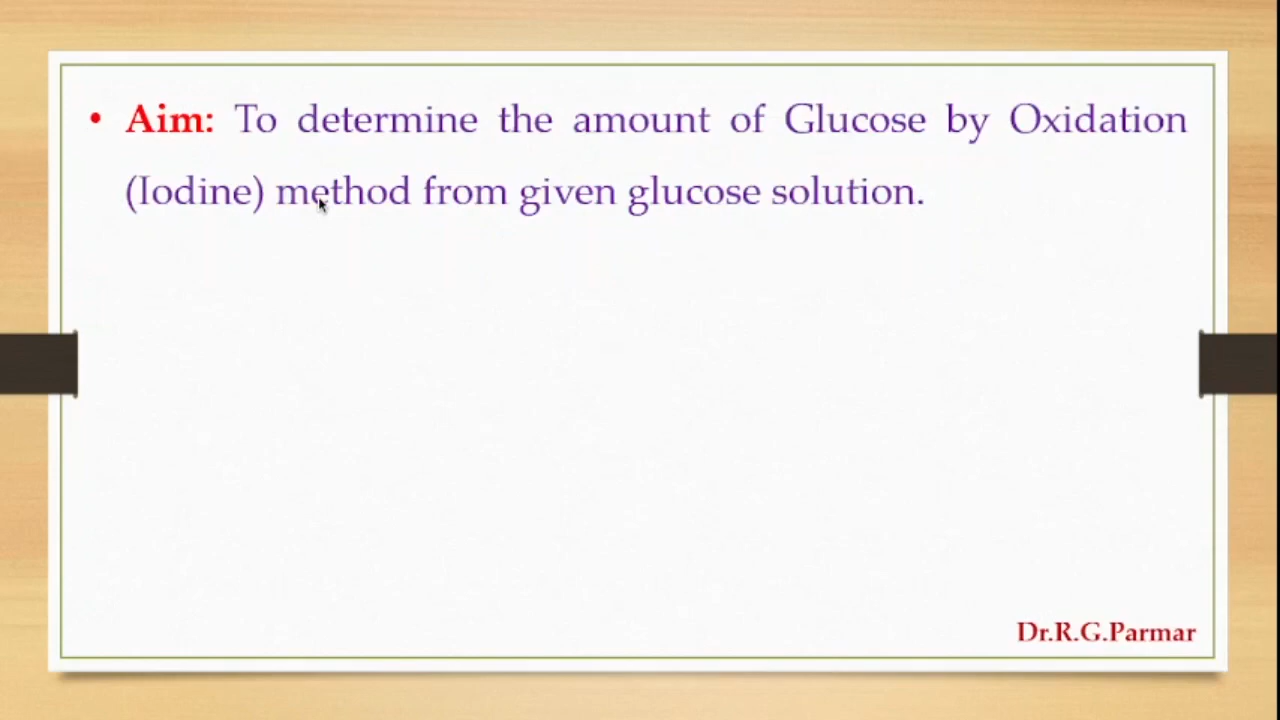 • Aim: To determine the amount of Glucose by Oxidation
(Iodine) method from given glucose solution.
Dr.R.G.Parmar